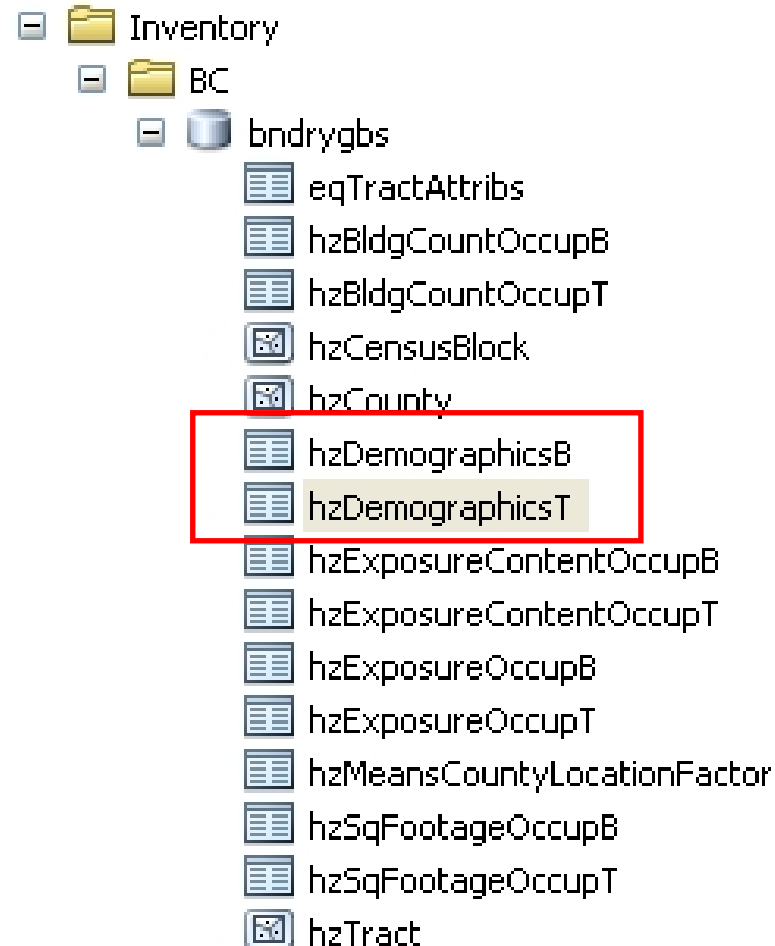 Inventory
BC
bndrygbs
eqTractAttribs
hzBldgCountOccupB
hzBldgCountOccupT
hzCensusBlock
hzCounty
hzDemographicsB
hzDemographicsT
hzExposureContentOccupB
hzExposureContentOccupT
hzExposureOccupB
hzExposureOccupT
hzMeansCountyLocationFactor
hzSqFootageOccupB
hzSqFootageOccupT
hzTract